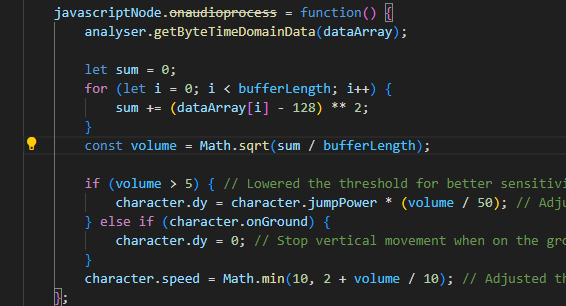 javascriptNode.onaudioprocess = function() {
    analyser.getByteTimeDomainData(dataArray);
    let sum = 0;
    for (let i = 0; i < bufferLength; i++) {
        sum += (dataArray[i] - 128) ** 2;
    }
    const volume = Math.sqrt(sum / bufferLength);
    if (volume > 5) { // Lowered the threshold for better sensitivi
        character.dy = character.jumpPower * (volume / 50); // Adju
    } else if (character.onGround) {
        character.dy = 0; // Stop vertical movement when on the gro
    }
    character.speed = Math.min(10, 2 + volume / 10); // Adjusted th
};